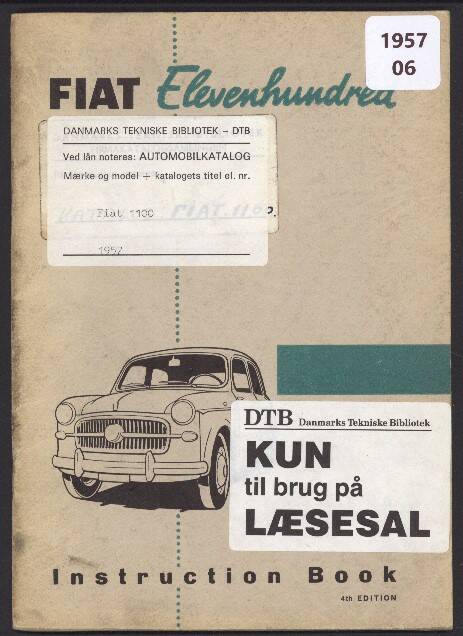 1957
06
FIAT Elevenhundred
DANMARKS TEKNISKE BIBLIOTEK – DTB
Ved lån noteres: AUTOMOBILKATALOG
Mærke og model + katalogets titel el. nr.
Fiat 1100
1957
DTB Danmarks Tekniske Bibliotek
KUN
til brug på
LÆSESAL
Instruction Book
4th EDITION